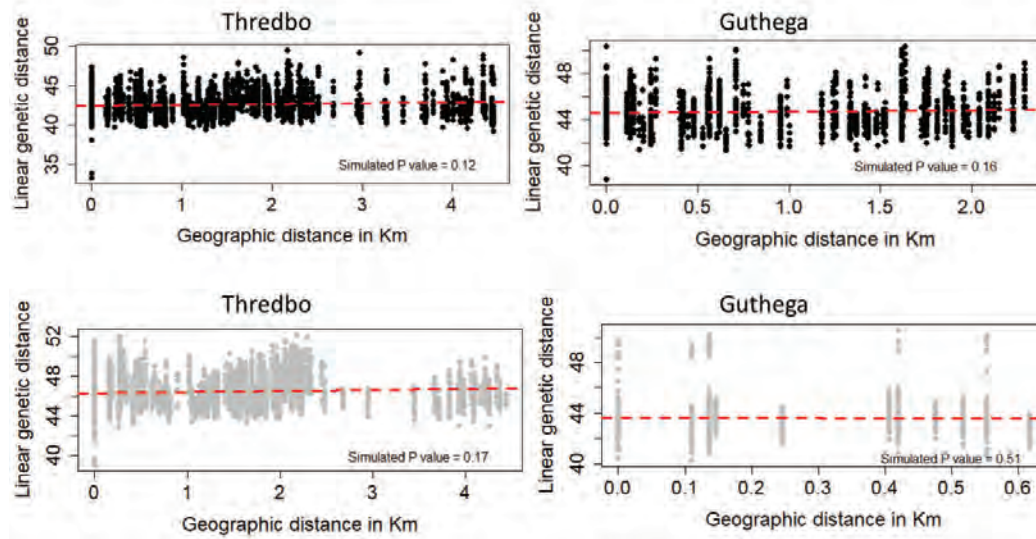 Thredbo
Linear genetic distance
50
45
40
35
Simulated P value = 0.12
0 1 2 3 4
Geographic distance in Km
Guthega
Linear genetic distance
48
44
40
Simulated P value = 0.16
0.0 0.5 1.0 1.5 2.0
Geographic distance in Km
Thredbo
Linear genetic distance
52
48
44
40
Simulated P value = 0.17
0 1 2 3 4
Geographic distance in Km
Guthega
Linear genetic distance
48
44
40
Simulated P value = 0.51
0.0 0.1 0.2 0.3 0.4 0.5 0.6
Geographic distance in Km